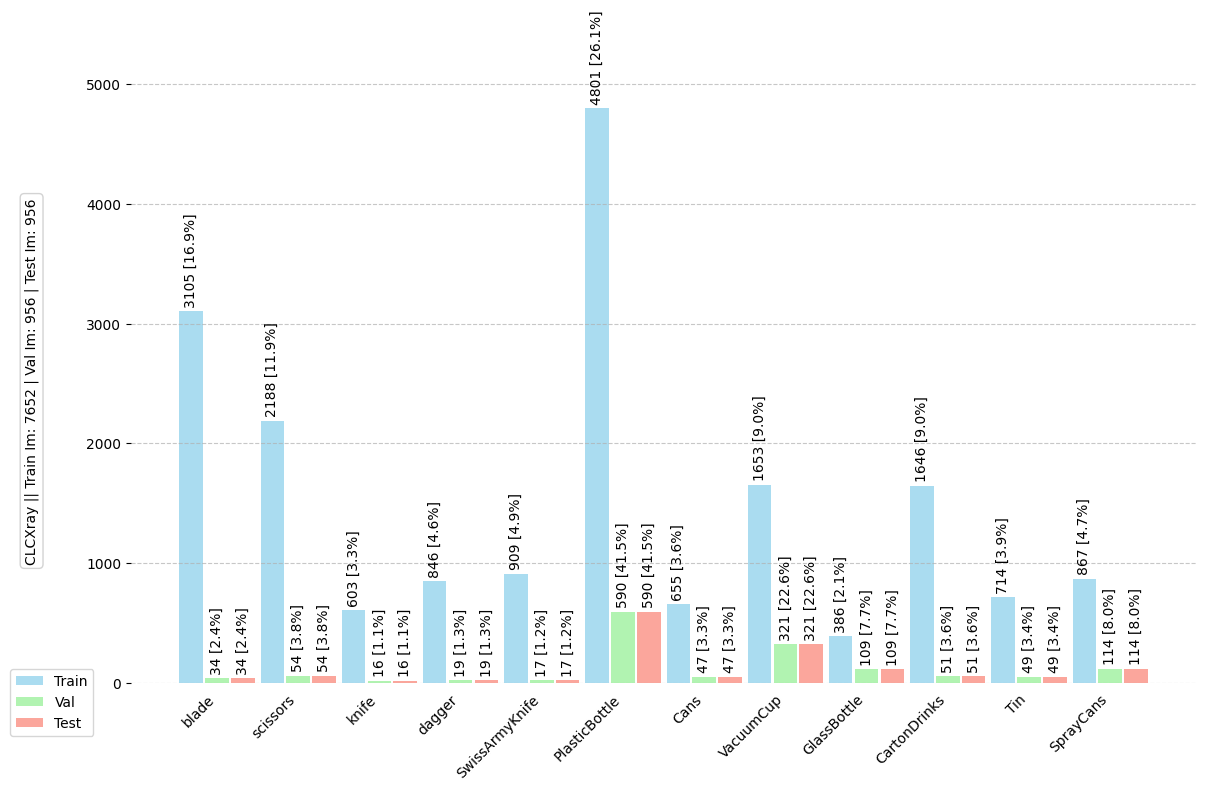 CLCXray || Train Im: 7652 | Val Im: 956 | Test Im: 956
5000
4000
3000
2000
1000
0
3105 [16.9%]
34 [2.4%]
34 [2.4%]
2188 [11.9%]
54 [3.8%]
54 [3.8%]
603 [3.3%]
16 [1.1%]
16 [1.1%]
846 [4.6%]
19 [1.3%]
19 [1.3%]
909 [4.9%]
17 [1.2%]
17 [1.2%]
4801 [26.1%]
590 [41.5%]
590 [41.5%]
655 [3.6%]
47 [3.3%]
47 [3.3%]
1653 [9.0%]
321 [22.6%]
321 [22.6%]
386 [2.1%]
109 [7.7%]
109 [7.7%]
1646 [9.0%]
51 [3.6%]
51 [3.6%]
714 [3.9%]
49 [3.4%]
49 [3.4%]
867 [4.7%]
114 [8.0%]
114 [8.0%]
blade
scissors
knife
dagger
SwissArmyKnife
PlasticBottle
Cans
VacuumCup
GlassBottle
CartonDrinks
Tin
SprayCans
Train
Val
Test